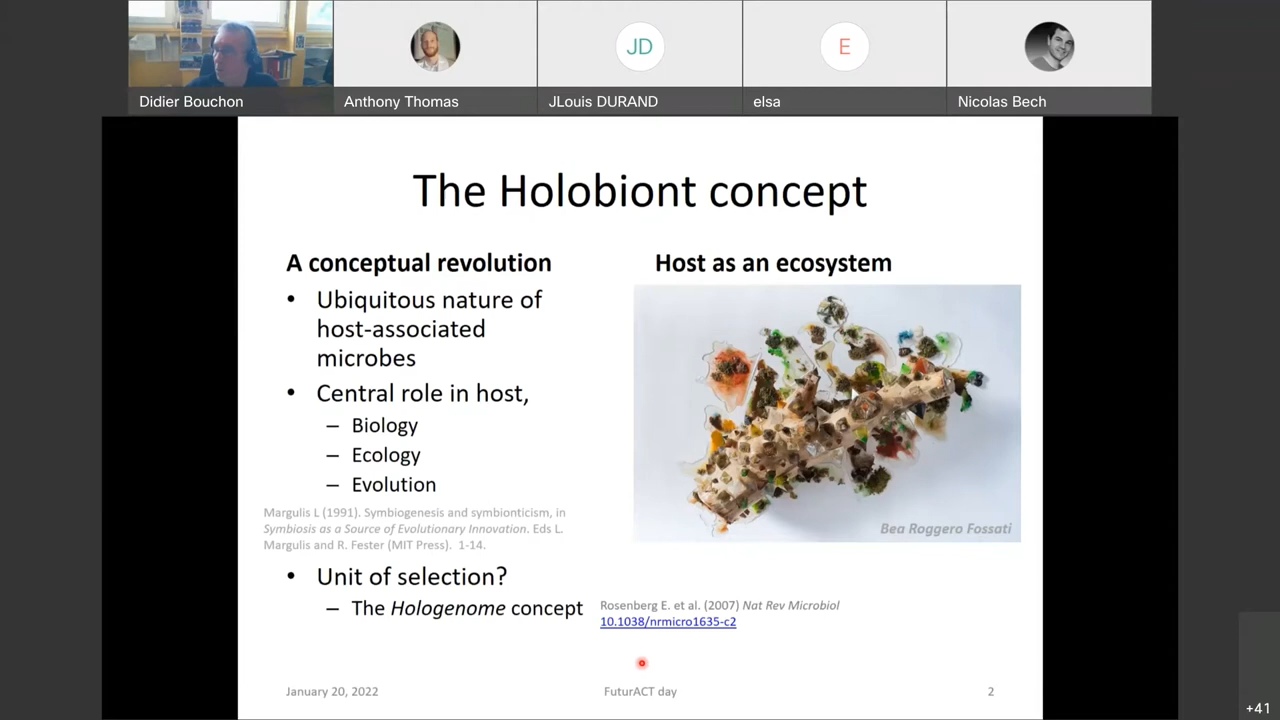 JD
E
Didier Bouchon
Anthony Thomas
JLouis DURAND
elsa
Nicolas Bech
The Holobiont concept
A conceptual revolution
• Ubiquitous nature of
host-associated
microbes
• Central role in host,
– Biology
– Ecology
– Evolution
Margulis L (1991). Symbiogenesis and symbionticism, in
Symbiosis as a Source of Evolutionary Innovation. Eds L.
Margulis and R. Fester (MIT Press). 1-14.
• Unit of selection?
– The Hologenome concept
Host as an ecosystem
Bea Roggero Fossati
Rosenberg E. et al. (2007) Nat Rev Microbiol
10.1038/nrmicro1635-c2
January 20, 2022
FuturACT day
2
+41